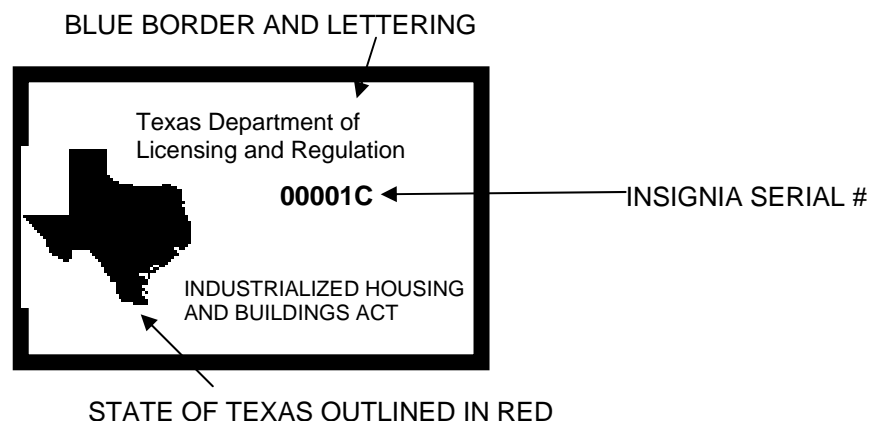 BLUE BORDER AND LETTERING
Texas Department of
Licensing and Regulation
00001C
INSIGNIA SERIAL #
INDUSTRIALIZED HOUSING
AND BUILDINGS ACT
STATE OF TEXAS OUTLINED IN RED